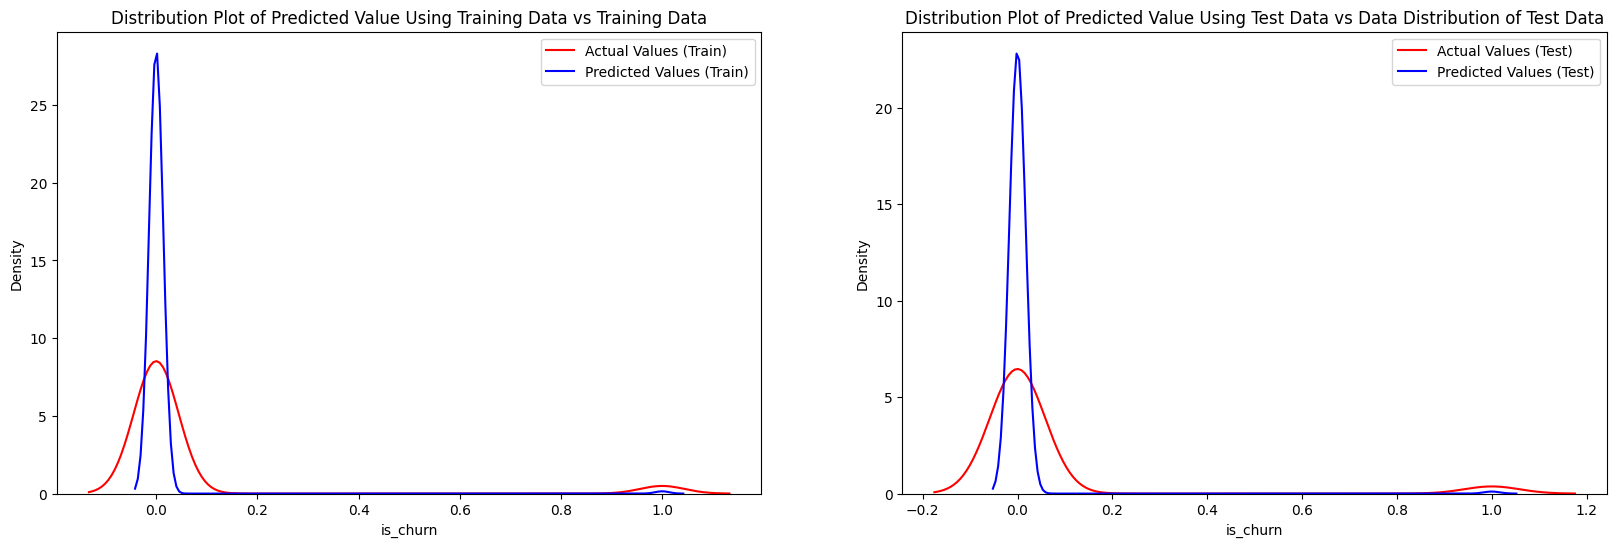 Distribution Plot of Predicted Value Using Training Data vs Training Data
Actual Values (Train)
Predicted Values (Train)
25
20
15
10
5
0
Density
0.0 0.2 0.4 0.6 0.8 1.0
is_churn
Distribution Plot of Predicted Value Using Test Data vs Data Distribution of Test Data
Actual Values (Test)
Predicted Values (Test)
20
15
10
5
0
Density
−0.2 0.0 0.2 0.4 0.6 0.8 1.0 1.2
is_churn